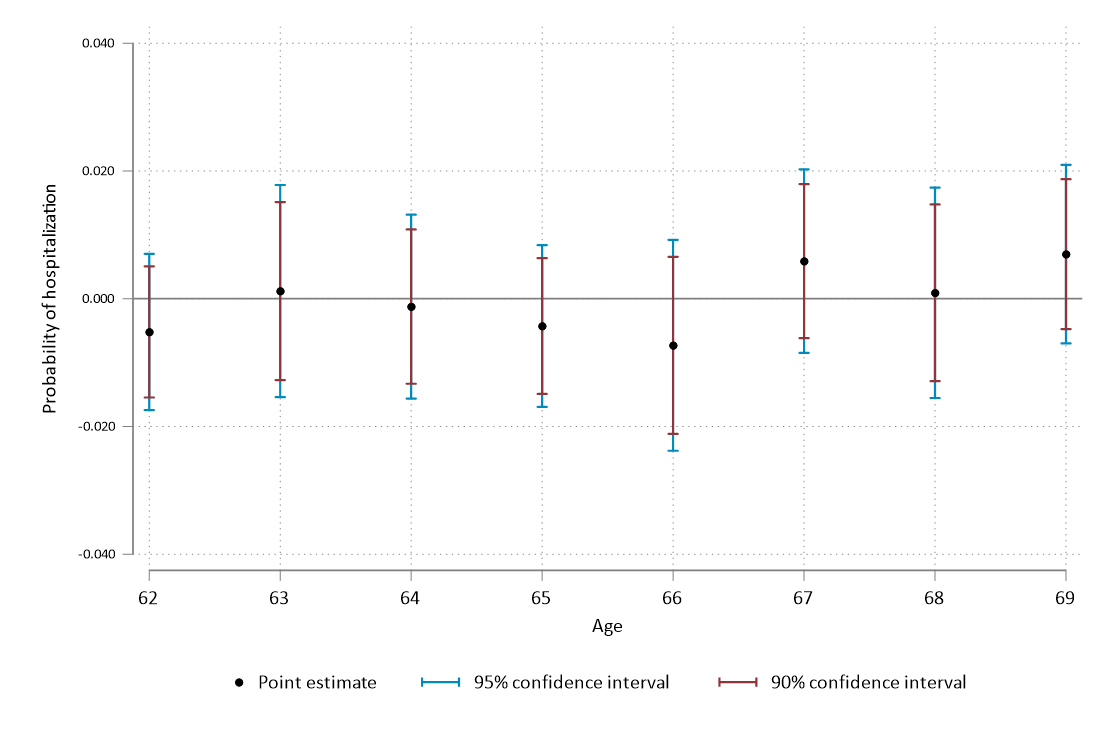 0.040
0.020
0.000
-0.020
-0.040
Probability of hospitalization
62 63 64 65 66 67 68 69
Age
Point estimate 95% confidence interval 90% confidence interval